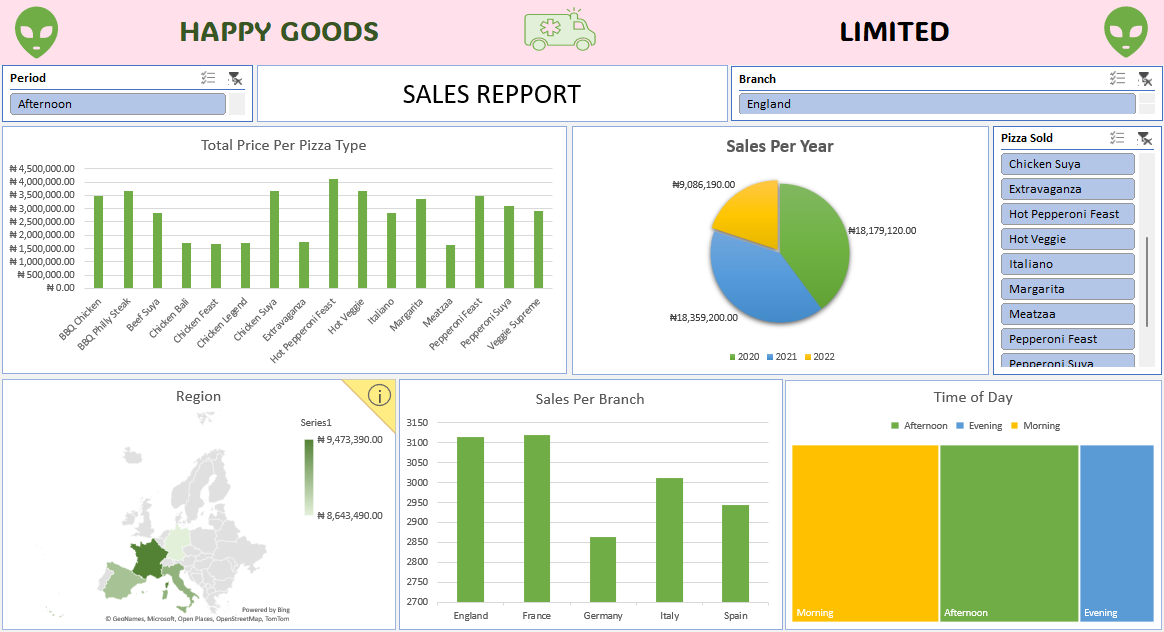 HAPPY GOODS
LIMITED
Period
Afternoon
SALES REPPORT
Branch
England
Total Price Per Pizza Type
₦ 4,500,000.00
₦ 4,000,000.00
₦ 3,500,000.00
₦ 3,000,000.00
₦ 2,500,000.00
₦ 2,000,000.00
₦ 1,500,000.00
₦ 1,000,000.00
₦ 500,000.00
₦ 0.00
BBQ Chicken
BBQ Philly Steak
Beef Suya
Chicken Bali
Chicken Feast
Chicken Legend
Chicken Suya
Extravaganza
Hot Pepperoni Feast
Hot Veggie
Italiano
Margarita
Meatzaa
Pepperoni Feast
Pepperoni Suya
Veggie Supreme
Sales Per Year
₦9,086,190.00
₦18,179,120.00
₦18,359,200.00
2020 2021 2022
Pizza Sold
Chicken Suya
Extravaganza
Hot Pepperoni Feast
Hot Veggie
Italiano
Margarita
Meatzaa
Pepperoni Feast
Pepperoni Suya
Region
Series1
₦ 9,473,390.00
₦ 8,643,490.00
Powered by Bing
© GeoNames, Microsoft, Open Places, OpenStreetMap, TomTom
Sales Per Branch
3150
3100
3050
3000
2950
2900
2850
2800
2750
2700
England France Germany Italy Spain
Time of Day
Afternoon Evening Morning
Morning
Afternoon
Evening